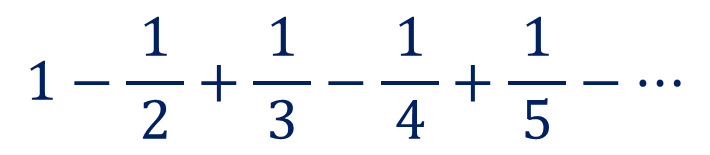 1 − 1/2 + 1/3 − 1/4 + 1/5 − ⋯